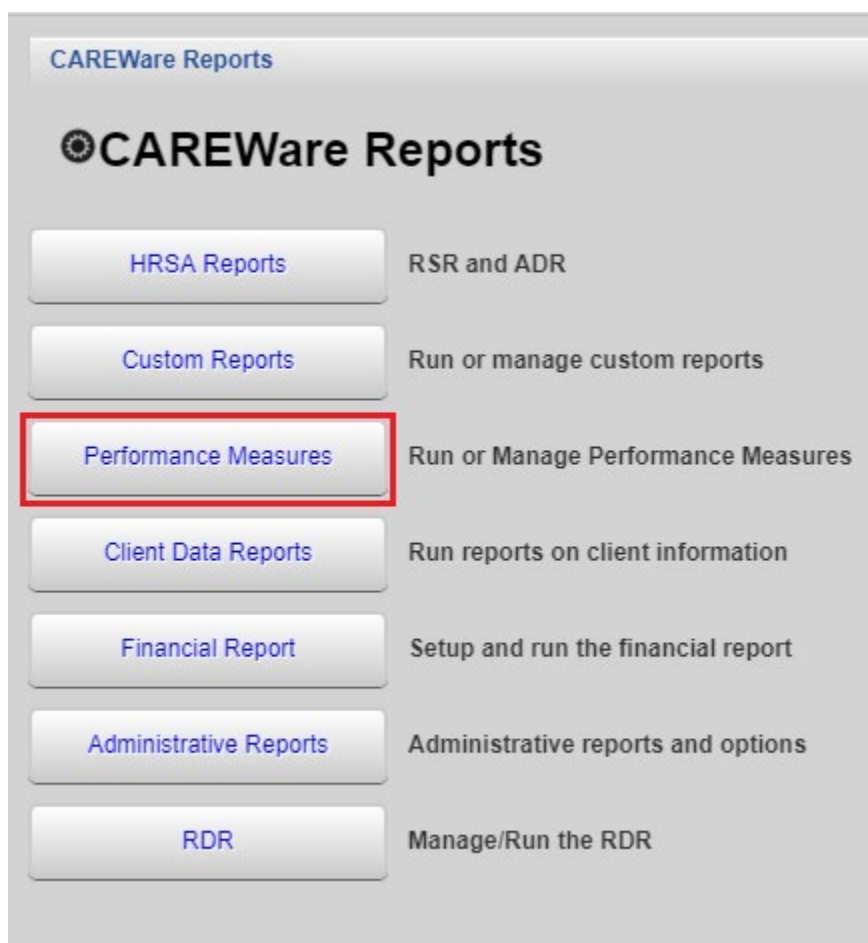 CAREWare Reports
CAREWare Reports
HRSA Reports RSR and ADR
Custom Reports Run or manage custom reports
Performance Measures Run or Manage Performance Measures
Client Data Reports Run reports on client information
Financial Report Setup and run the financial report
Administrative Reports Administrative reports and options
RDR Manage/Run the RDR